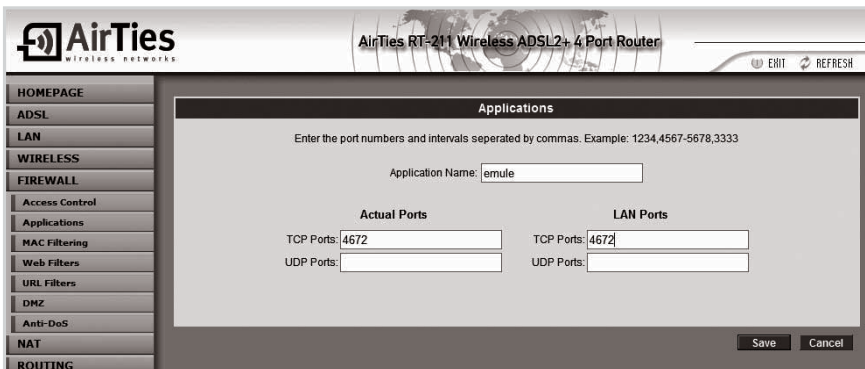 AirTies
wireless networks
AirTies RT-211 Wireless ADSL2+ 4 Port Router
EXIT REFRESH
HOMEPAGE
ADSL
LAN
WIRELESS
FIREWALL
Access Control
Applications
MAC Filtering
Web Filters
URL Filters
DMZ
Anti-DoS
NAT
ROUTING
Applications
Enter the port numbers and intervals seperated by commas. Example: 1234,4567-5678,3333
Application Name: emule
Actual Ports LAN Ports
TCP Ports: 4672 TCP Ports: 4672
UDP Ports: UDP Ports:
Save Cancel